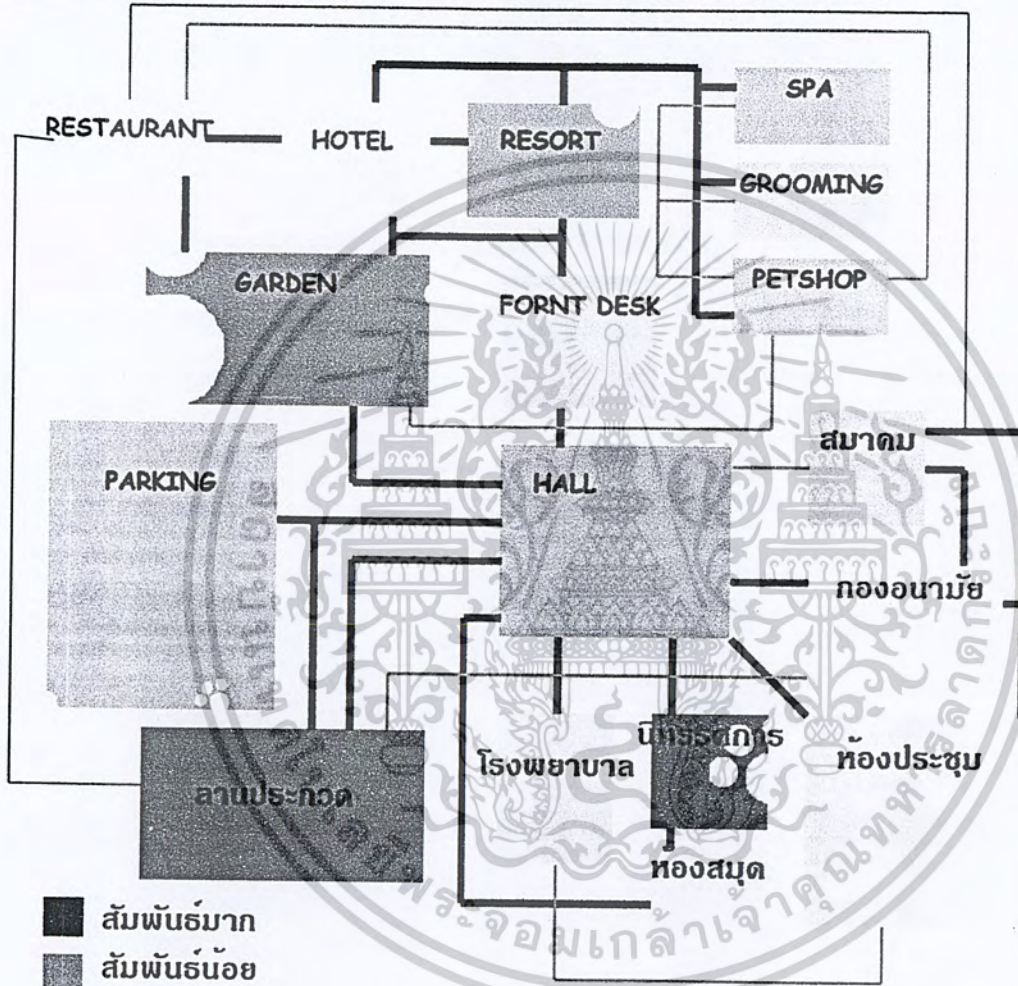 SPA
RESTAURANT
HOTEL
RESORT
GROOMING
GARDEN
PETSHOP
FORNT DESK
สมาคม
PARKING
HALL
กองอนามัย
โรงพยาบาล
นิทรรศการ
ห้องประชุม
ลานประกวด
ห้องสมุด
สัมพันธ์มาก
สัมพันธ์น้อย